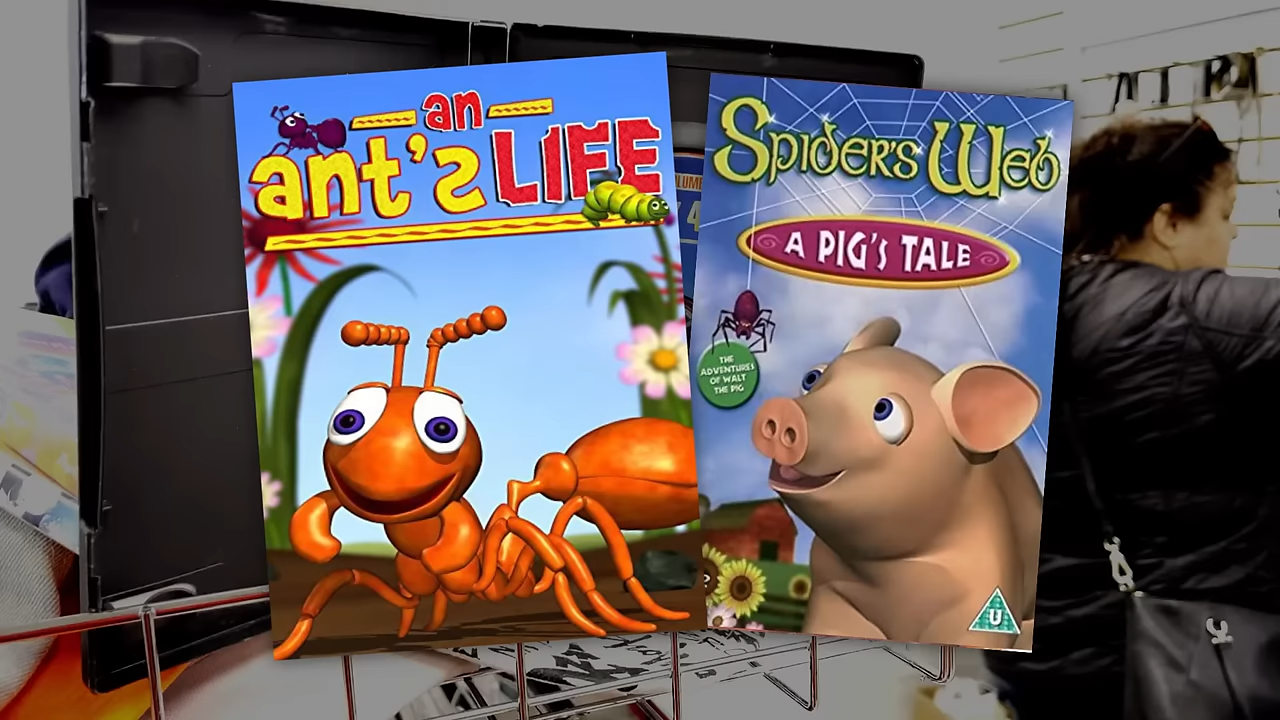 an
ant's LIFE
Spider's Web
A PIG'S TALE
THE
ADVENTURES
OF WALT
THE PIG
U